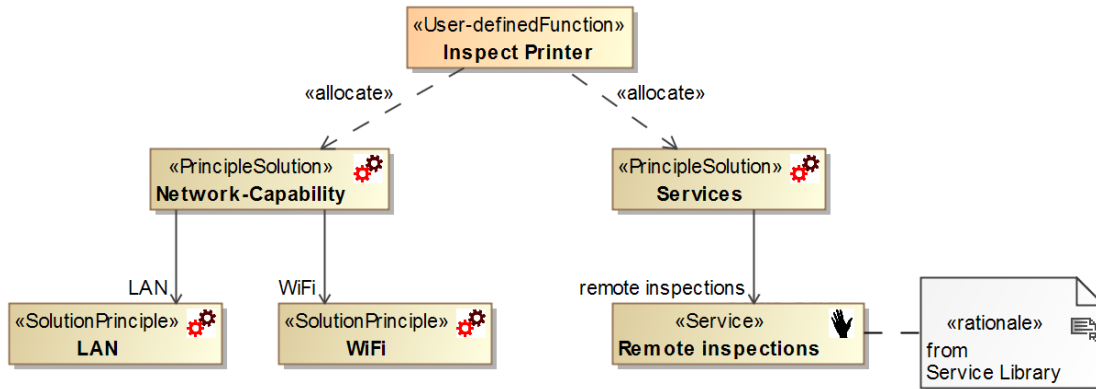 «User-definedFunction»
Inspect Printer
«allocate»
«allocate»
«PrincipleSolution»
Network-Capability
«PrincipleSolution»
Services
LAN
WiFi
remote inspections
«SolutionPrinciple»
LAN
«SolutionPrinciple»
WiFi
«Service»
Remote inspections
«rationale»
from
Service Library